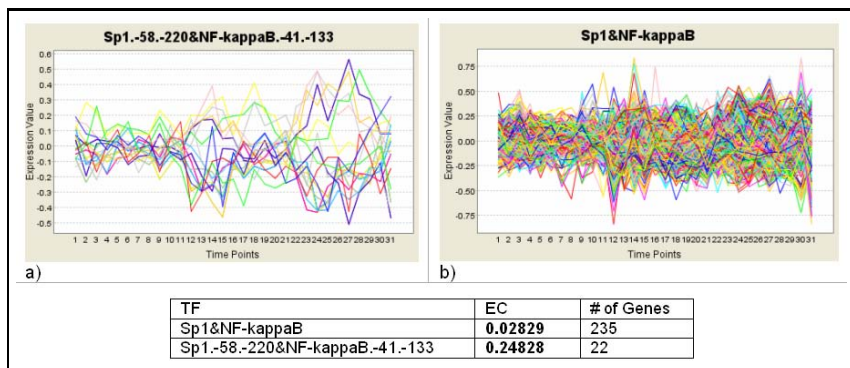 Sp1.-58.-220&NF-kappaB.-41.-133
Expression Value
0.6
0.5
0.4
0.3
0.2
0.1
0.0
-0.1
-0.2
-0.3
-0.4
-0.5
1 2 3 4 5 6 7 8 9 10 11 12 13 14 15 16 17 18 19 20 21 22 23 24 25 26 27 28 29 30 31
Time Points
a)
Sp1&NF-kappaB
Expression Value
0.75
0.50
0.25
0.00
-0.25
-0.50
-0.75
1 2 3 4 5 6 7 8 9 10 11 12 13 14 15 16 17 18 19 20 21 22 23 24 25 26 27 28 29 30 31
Time Points
b)
TF EC # of Genes
Sp1&NF-kappaB 0.02829 235
Sp1.-58.-220&NF-kappaB.-41.-133 0.24828 22